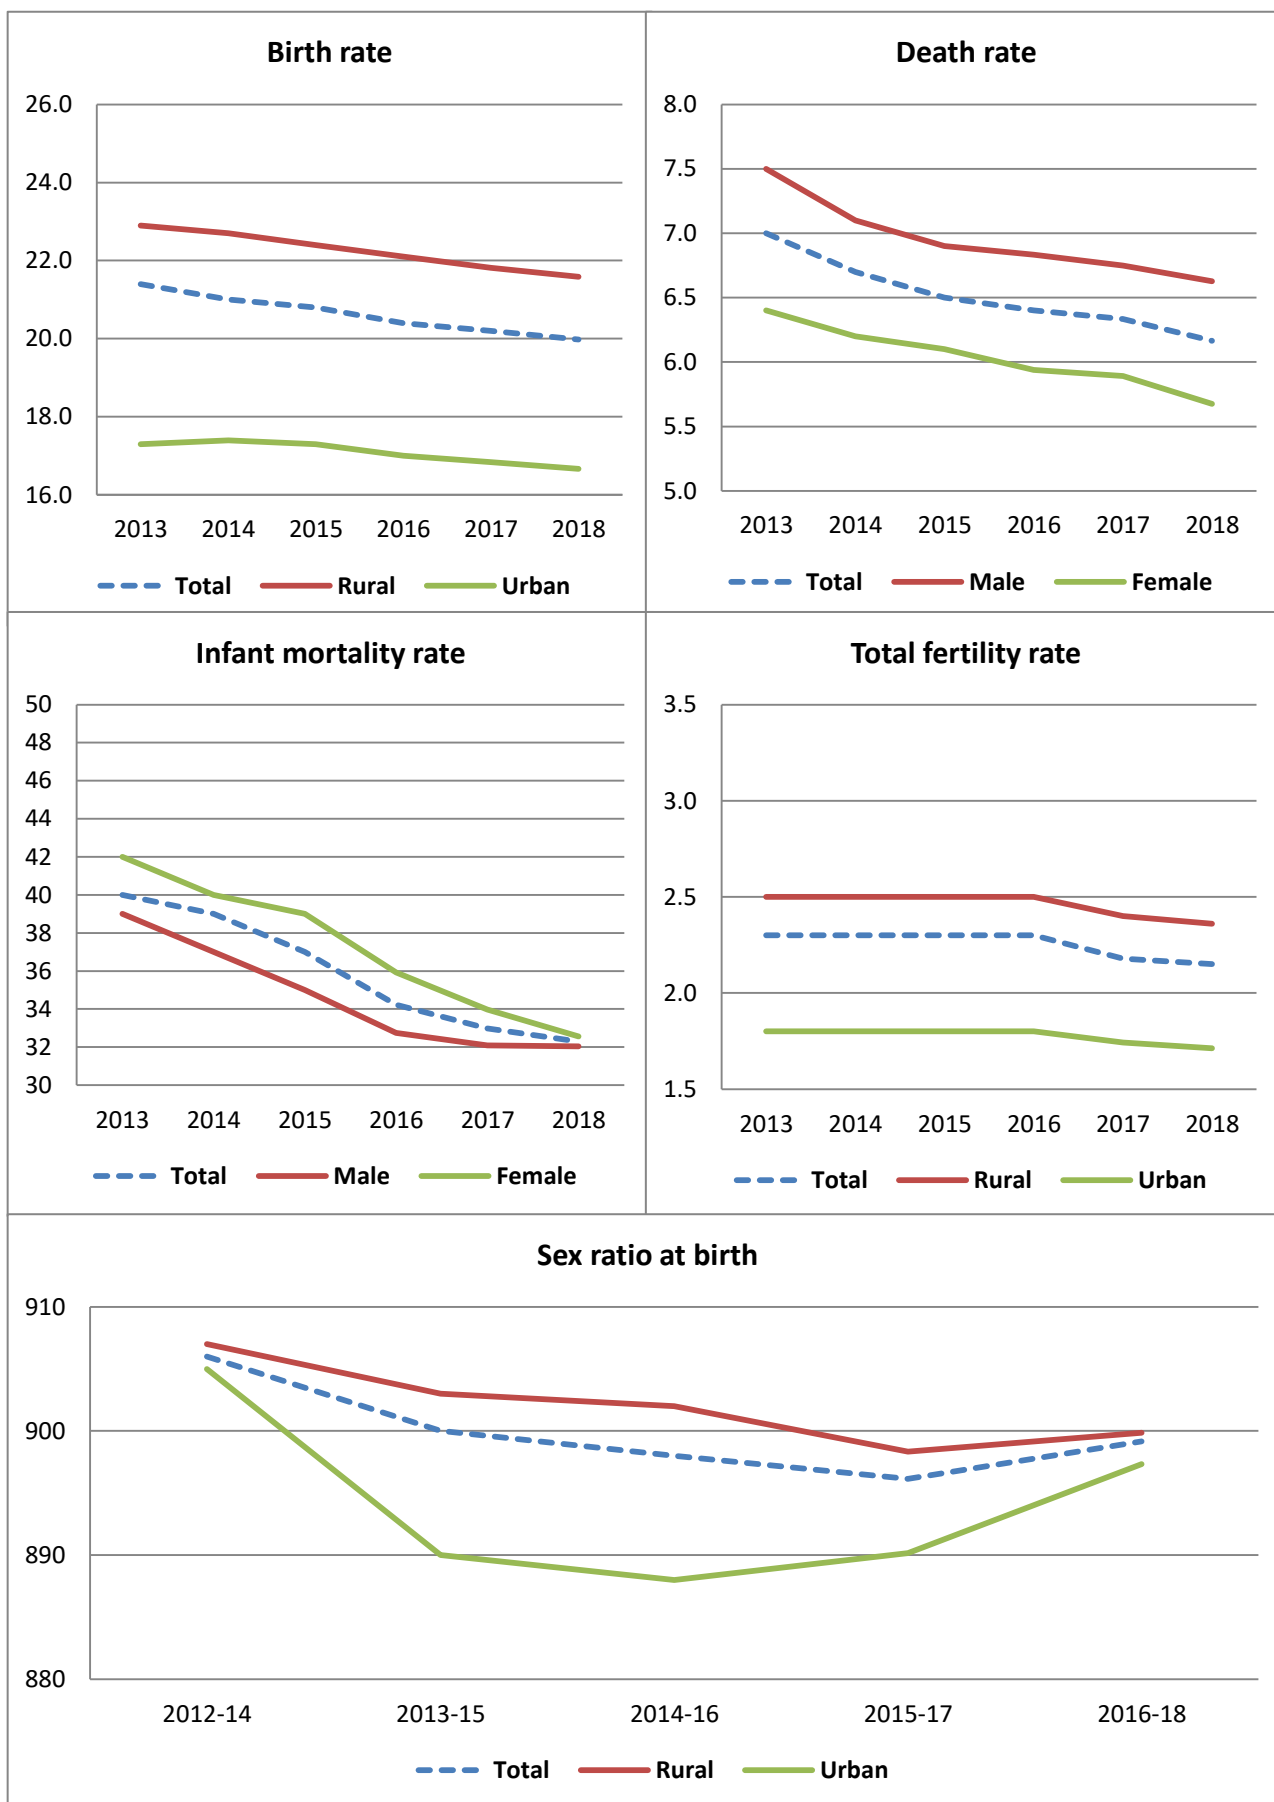 Birth rate
26.0
24.0
22.0
20.0
18.0
16.0
2013 2014 2015 2016 2017 2018
Total Rural Urban
Death rate
8.0
7.5
7.0
6.5
6.0
5.5
5.0
2013 2014 2015 2016 2017 2018
Total Male Female
Infant mortality rate
50
48
46
44
42
40
38
36
34
32
30
2013 2014 2015 2016 2017 2018
Total Male Female
Total fertility rate
3.5
3.0
2.5
2.0
1.5
2013 2014 2015 2016 2017 2018
Total Rural Urban
Sex ratio at birth
910
900
890
880
2012-14 2013-15 2014-16 2015-17 2016-18
Total Rural Urban